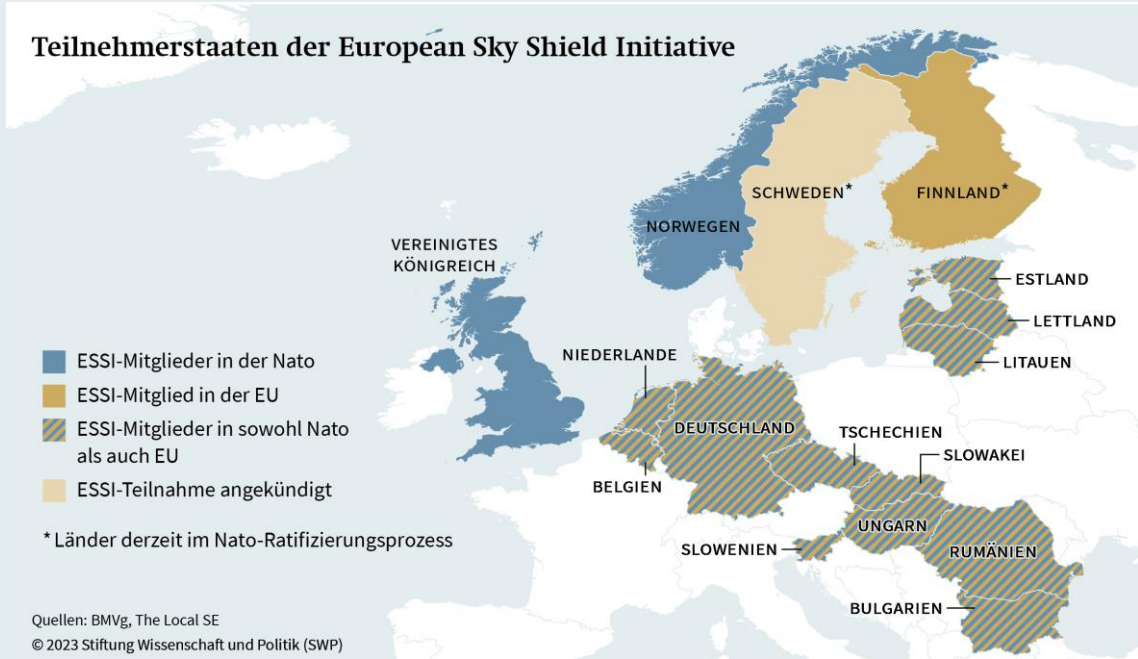 Teilnehmerstaaten der European Sky Shield Initiative
SCHWEDEN*
FINNLAND*
NORWEGEN
VEREINIGTES
KÖNIGREICH
ESTLAND
LETTLAND
LITAUEN
NIEDERLANDE
DEUTSCHLAND
TSCHECHIEN
SLOWAKEI
BELGIEN
UNGARN
SLOWENIEN
RUMÄNIEN
BULGARIEN
ESSI-Mitglieder in der Nato
ESSI-Mitglied in der EU
ESSI-Mitglieder in sowohl Nato
als auch EU
ESSI-Teilnahme angekündigt
* Länder derzeit im Nato-Ratifizierungsprozess
Quellen: BMVg, The Local SE
© 2023 Stiftung Wissenschaft und Politik (SWP)